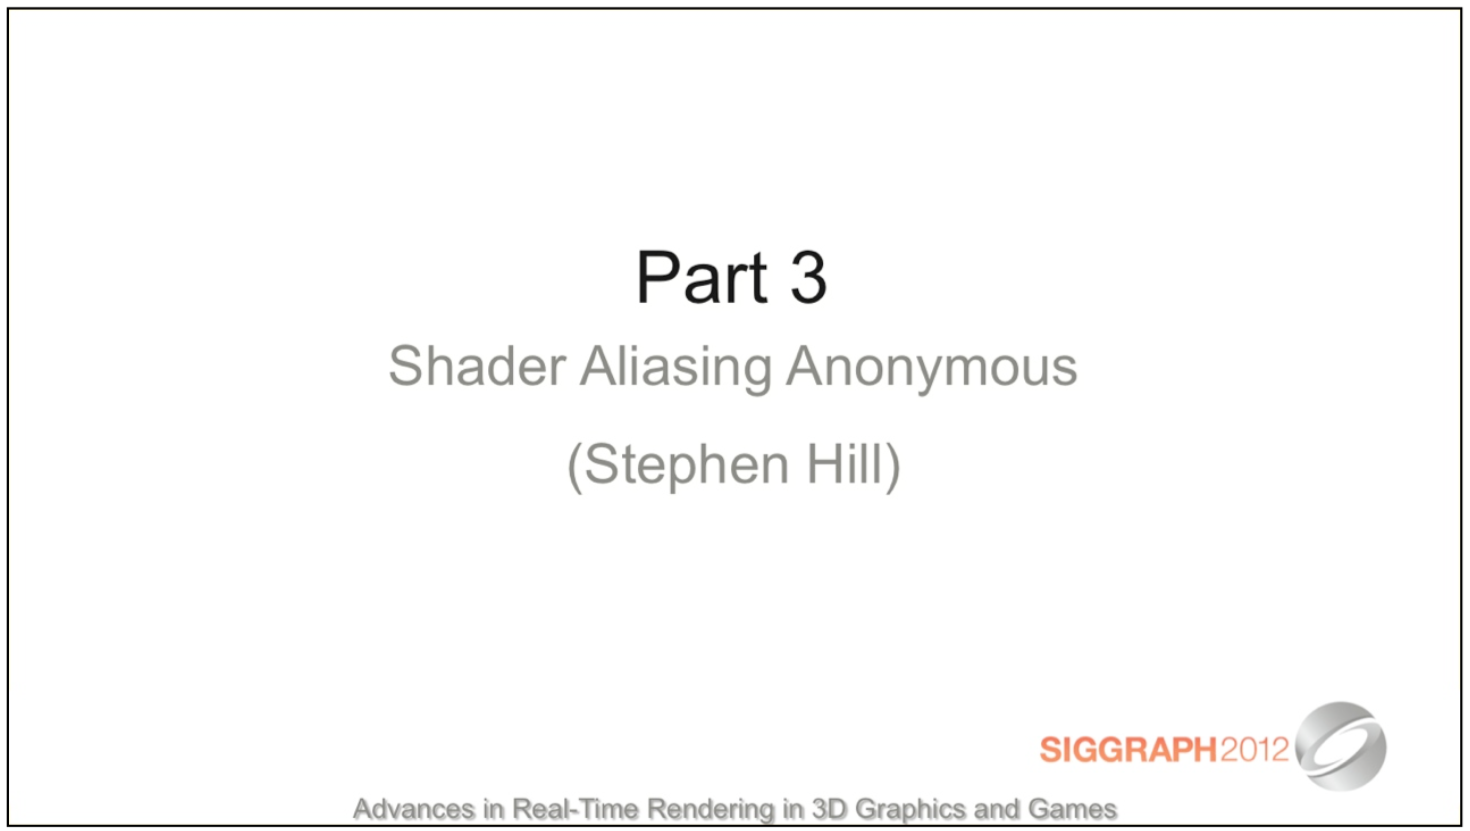 Part 3
Shader Aliasing Anonymous
(Stephen Hill)
SIGGRAPH2012
Advances in Real-Time Rendering in 3D Graphics and Games